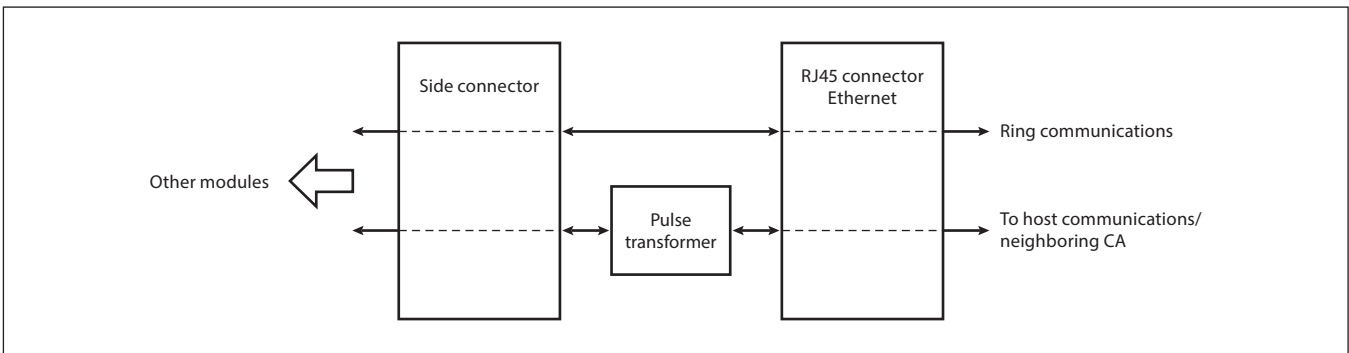 Side connector
RJ45 connector
Ethernet
Ring communications
Other modules
Pulse
transformer
To host communications/
neighboring CA